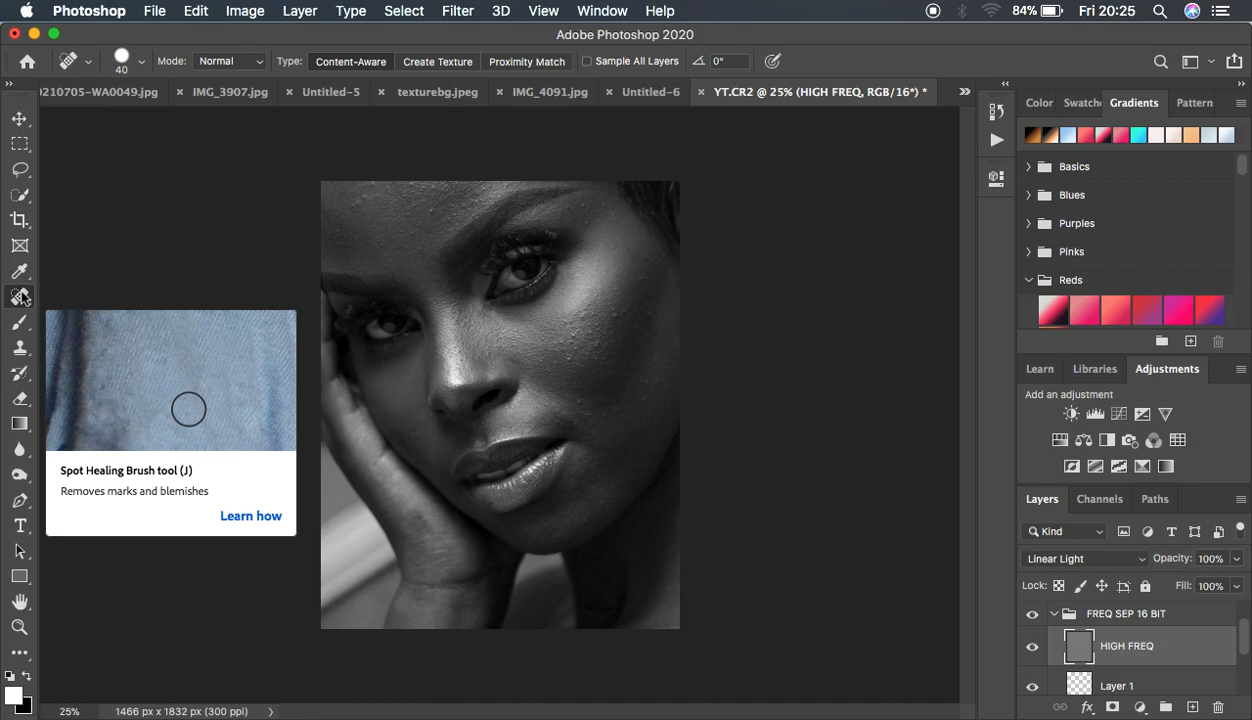 Photoshop File Edit Image Layer Type Select Filter 3D View Window Help 84% Fri 20:25
Adobe Photoshop 2020
40 Mode: Normal Type: Content-Aware Create Texture Proximity Match Sample All Layers 0°
0210705-WA0049.jpg × IMG_3907.jpg × Untitled-5 × texturebg.jpeg × IMG_4091.jpg × Untitled-6 × YT.CR2 @ 25% (HIGH FREQ, RGB/16*) *
Color Swatche Gradients Pattern
Basics
Blues
Purples
Pinks
Reds
Learn Libraries Adjustments
Add an adjustment
Spot Healing Brush tool (J)
Removes marks and blemishes
Learn how
Layers Channels Paths
Kind
Linear Light Opacity: 100%
Lock: Fill: 100%
FREQ SEP 16 BIT
HIGH FREQ
Layer 1
25% 1466 px x 1832 px (300 ppi)